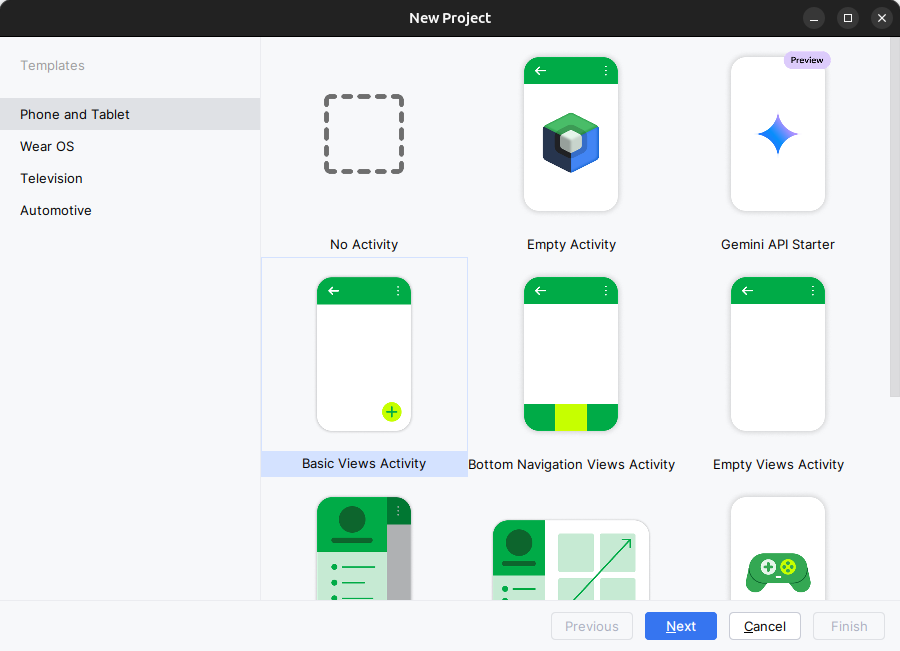 New Project
Templates
Phone and Tablet
Wear OS
Television
Automotive
Preview
No Activity
Empty Activity
Gemini API Starter
Basic Views Activity
Bottom Navigation Views Activity
Empty Views Activity
Previous
Next
Cancel
Finish